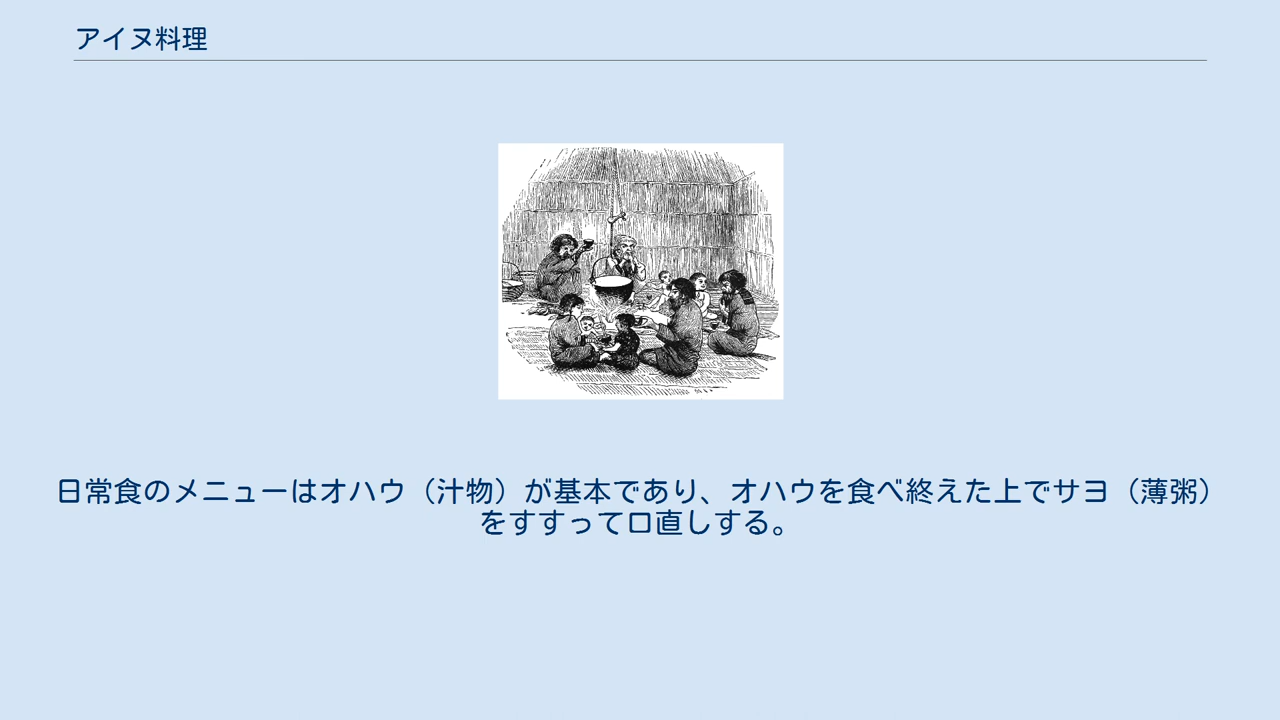 アイヌ料理
日常食のメニューはオハウ（汁物）が基本であり、オハウを食べ終えた上でサヨ（薄粥）
をすすって口直しする。